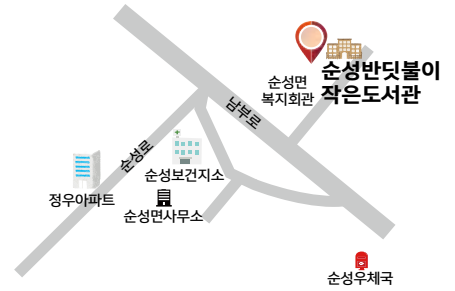 순성반딧불이
작은도서관
순성면
복지회관
남부로
순성로
순성보건지소
정우아파트
순성면사무소
순성우체국